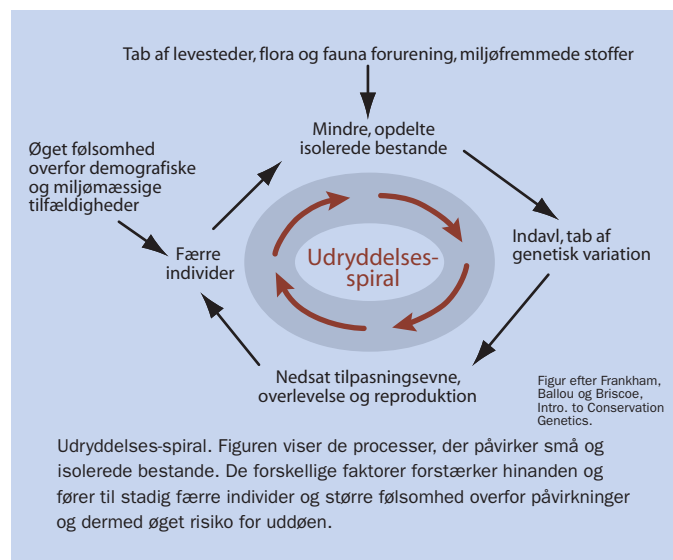 Tab af levesteder, flora og fauna forurening, miljøfremmede stoffer
Mindre, opdelte
isolerede bestande
Øget følsomhed
overfor demografiske
og miljømæssige
tilfældigheder
Færre
individer
Udryddelses-
spiral
Indavl, tab af
genetisk variation
Nedsat tilpasningsevne,
overlevelse og reproduktion
Figur efter Frankham,
Ballou og Briscoe,
Intro. to Conservation
Genetics.
Udryddelses-spiral. Figuren viser de processer, der påvirker små og
isolerede bestande. De forskellige faktorer forstærker hinanden og
fører til stadig færre individer og større følsomhed overfor påvirkninger
og dermed øget risiko for uddøen.